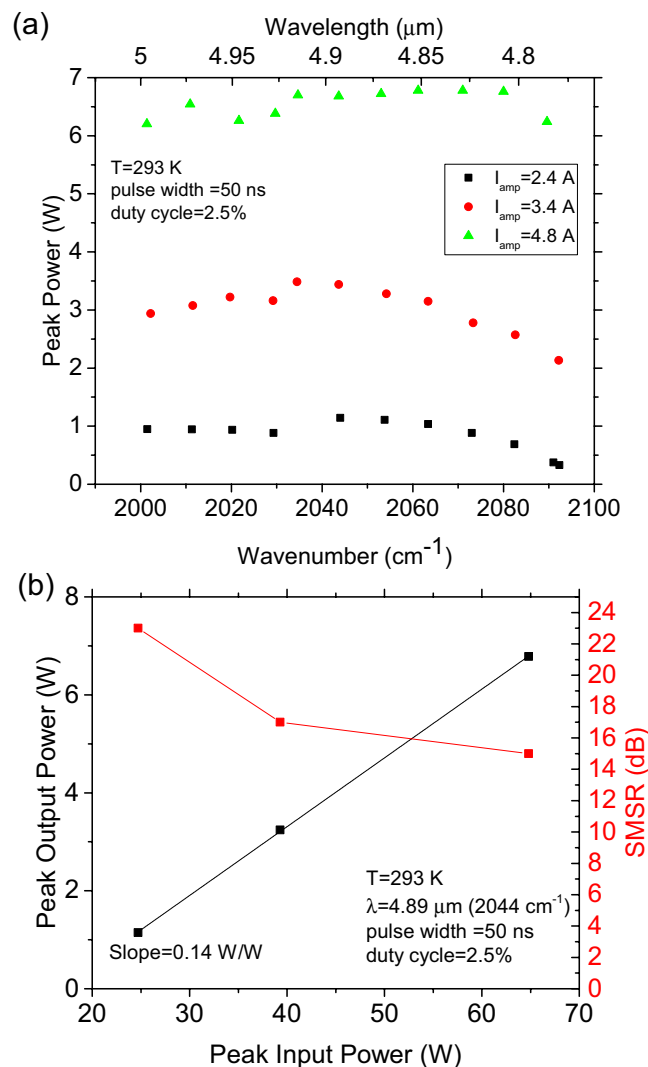 (a)
Wavelength (μm)
5 4.95 4.9 4.85 4.8
7
6
5
4
3
2
1
0
Peak Power (W)
T=293 K
pulse width =50 ns
duty cycle=2.5%
I_amp=2.4 A
I_amp=3.4 A
I_amp=4.8 A
2000 2020 2040 2060 2080 2100
Wavenumber (cm⁻¹)
(b)
8
6
4
2
0
Peak Output Power (W)
24
22
20
18
16
14
12
10
8
6
4
2
0
SMSR (dB)
T=293 K
λ=4.89 μm (2044 cm⁻¹)
pulse width =50 ns
duty cycle=2.5%
Slope=0.14 W/W
20 30 40 50 60 70
Peak Input Power (W)